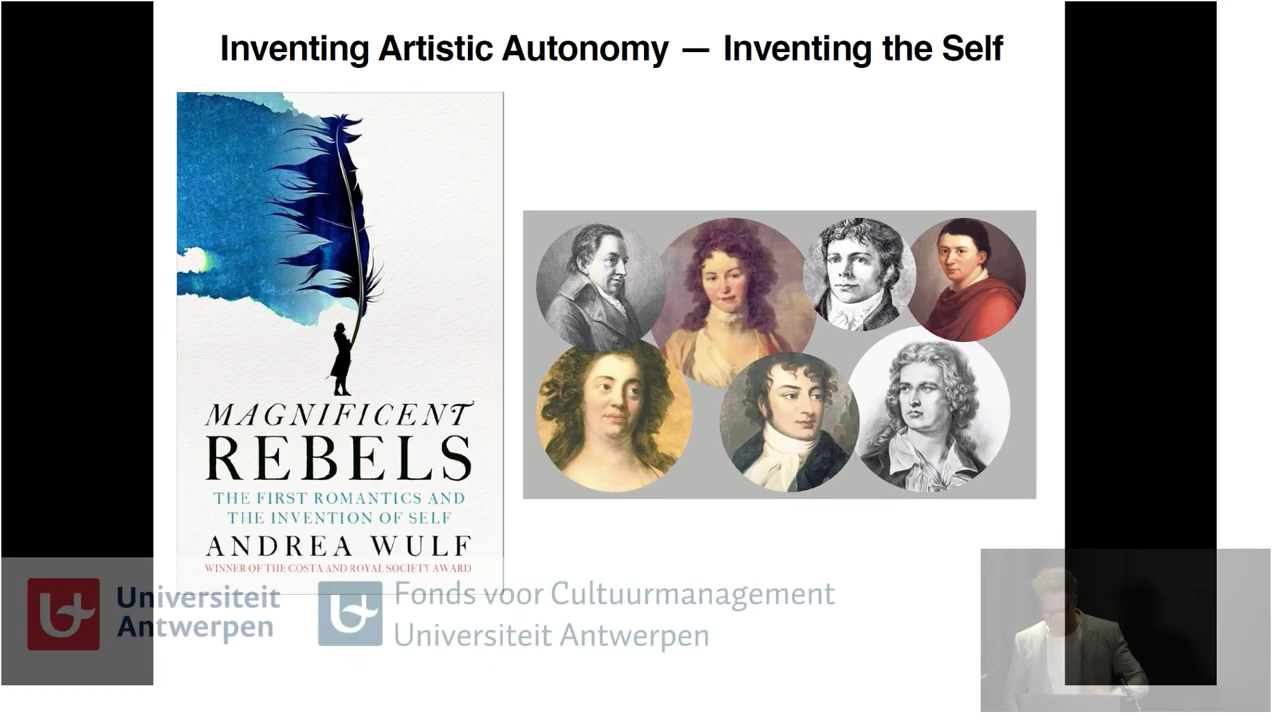 Inventing Artistic Autonomy — Inventing the Self
MAGNIFICENT
REBELS
THE FIRST ROMANTICS AND
THE INVENTION OF SELF
ANDREA WULF
WINNER OF THE COSTA AND ROYAL SOCIETY AWARD
Universiteit
Antwerpen
Fonds voor Cultuurmanagement
Universiteit Antwerpen